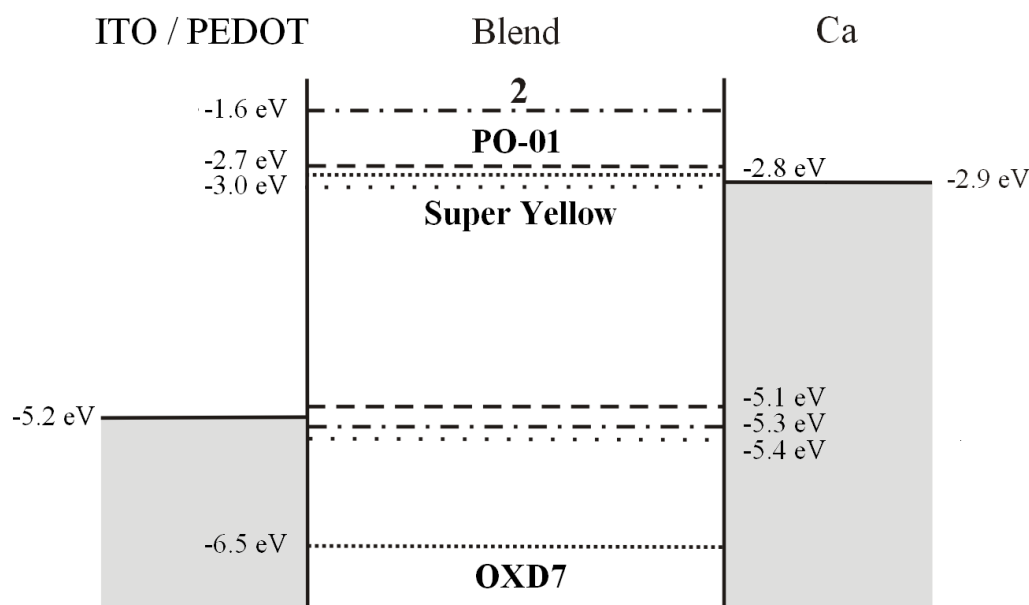 ITO / PEDOT Blend Ca
2
-1.6 eV
PO-01
-2.7 eV -2.8 eV
-3.0 eV -2.9 eV
Super Yellow
-5.1 eV
-5.2 eV -5.3 eV
-5.4 eV
-6.5 eV
OXD7